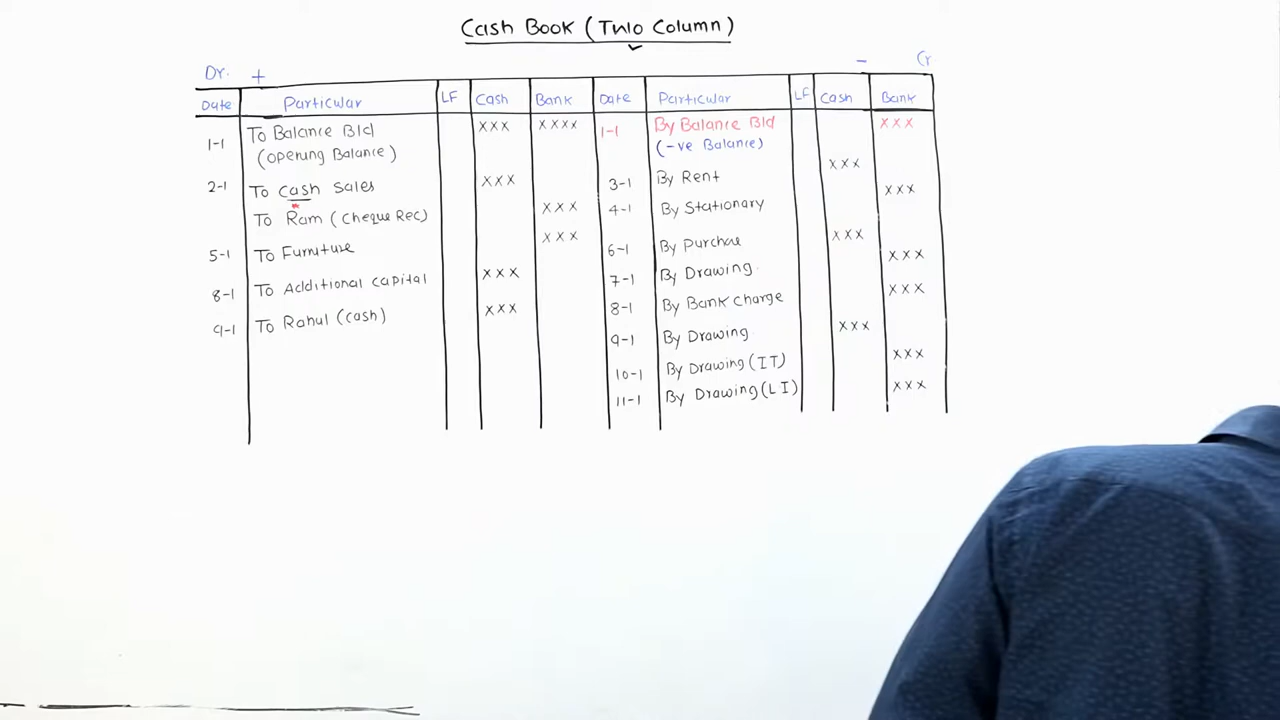 Cash Book (Two Column)
Dr. + - Cr
Date Particular LF Cash Bank Date Particular LF Cash Bank
1-1 To Balance Bld xxx xxxx 1-1 By Balance Bld xxx
(opening Balance) (-ve Balance)
2-1 To cash sales xxx 3-1 By Rent xxx
To Ram (cheque Rec) xxx 4-1 By Stationary xxx
5-1 To Furniture xxx 6-1 By Purchae xxx
8-1 To Additional capital xxx 7-1 By Drawing xxx
9-1 To Rahul (cash) xxx 8-1 By Bank charge xxx
9-1 By Drawing xxx
10-1 By Drawing (IT) xxx
11-1 By Drawing (LI) xxx